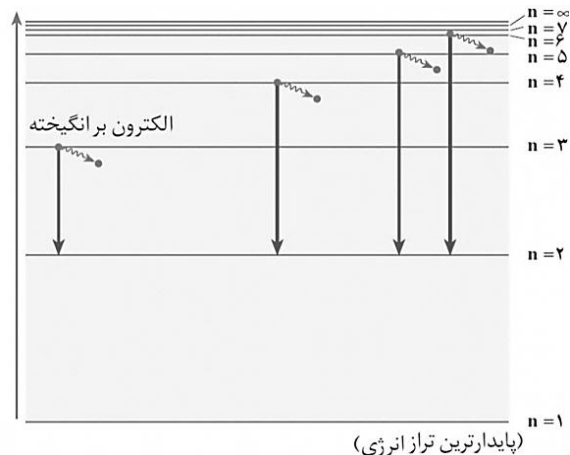 n = ∞
n = ۷
n = ۶
n = ۵
n = ۴
الکترون برانگیخته
n = ۳
n = ۲
n = ۱
(پایدارترین تراز انرژی)